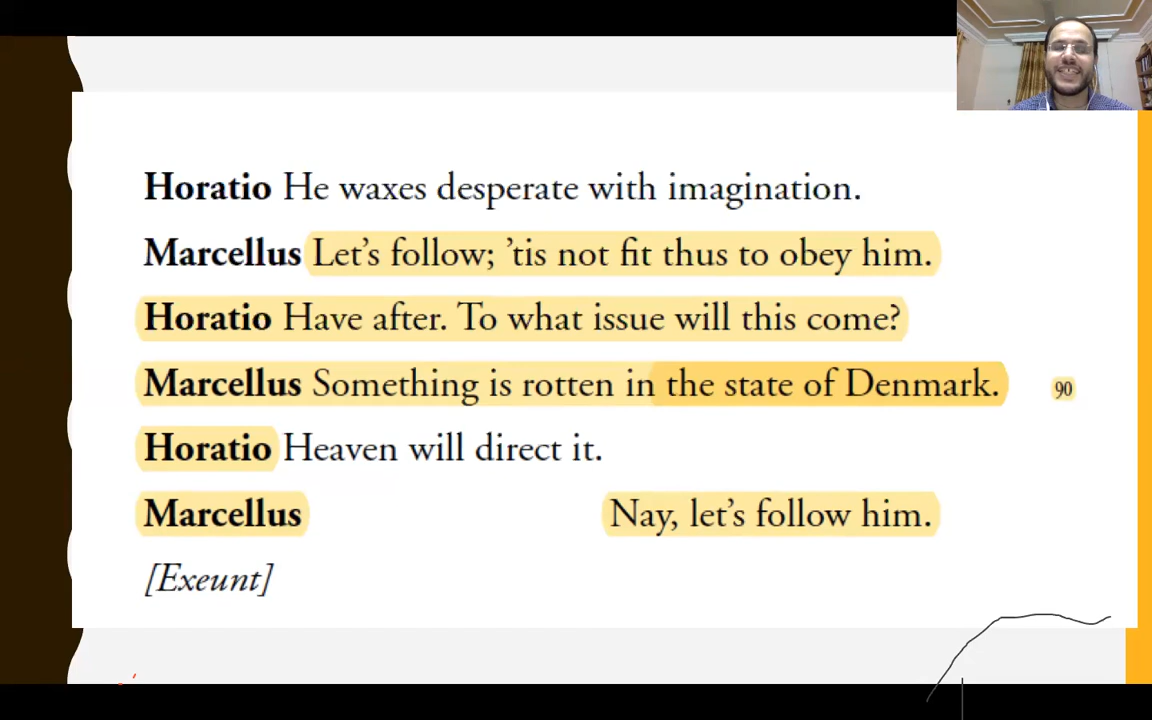 Horatio He waxes desperate with imagination.
Marcellus Let’s follow; ’tis not fit thus to obey him.
Horatio Have after. To what issue will this come?
Marcellus Something is rotten in the state of Denmark. 90
Horatio Heaven will direct it.
Marcellus Nay, let’s follow him.
[Exeunt]